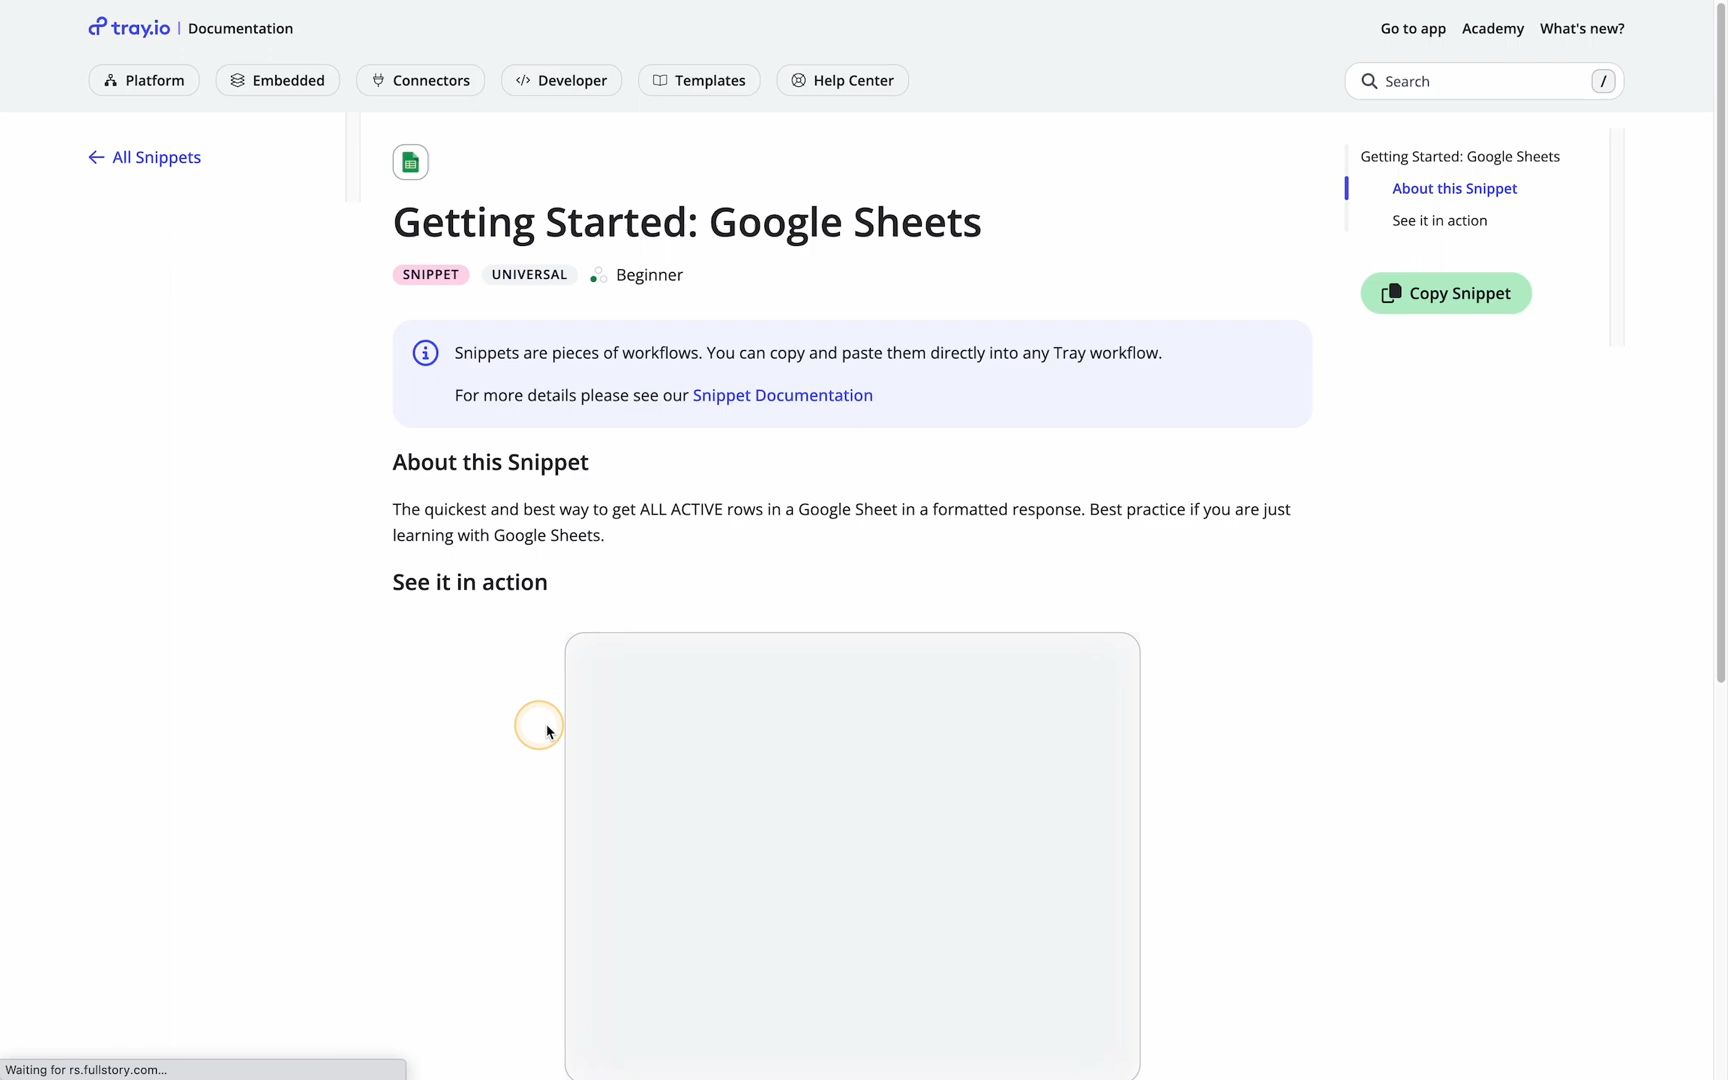 tray.io | Documentation
Go to app Academy What's new?
Platform Embedded Connectors Developer Templates Help Center
Search /
All Snippets
Getting Started: Google Sheets
SNIPPET UNIVERSAL Beginner
Snippets are pieces of workflows. You can copy and paste them directly into any Tray workflow.
For more details please see our Snippet Documentation
About this Snippet
The quickest and best way to get ALL ACTIVE rows in a Google Sheet in a formatted response. Best practice if you are just
learning with Google Sheets.
See it in action
Getting Started: Google Sheets
About this Snippet
See it in action
Copy Snippet
Waiting for rs.fullstory.com...